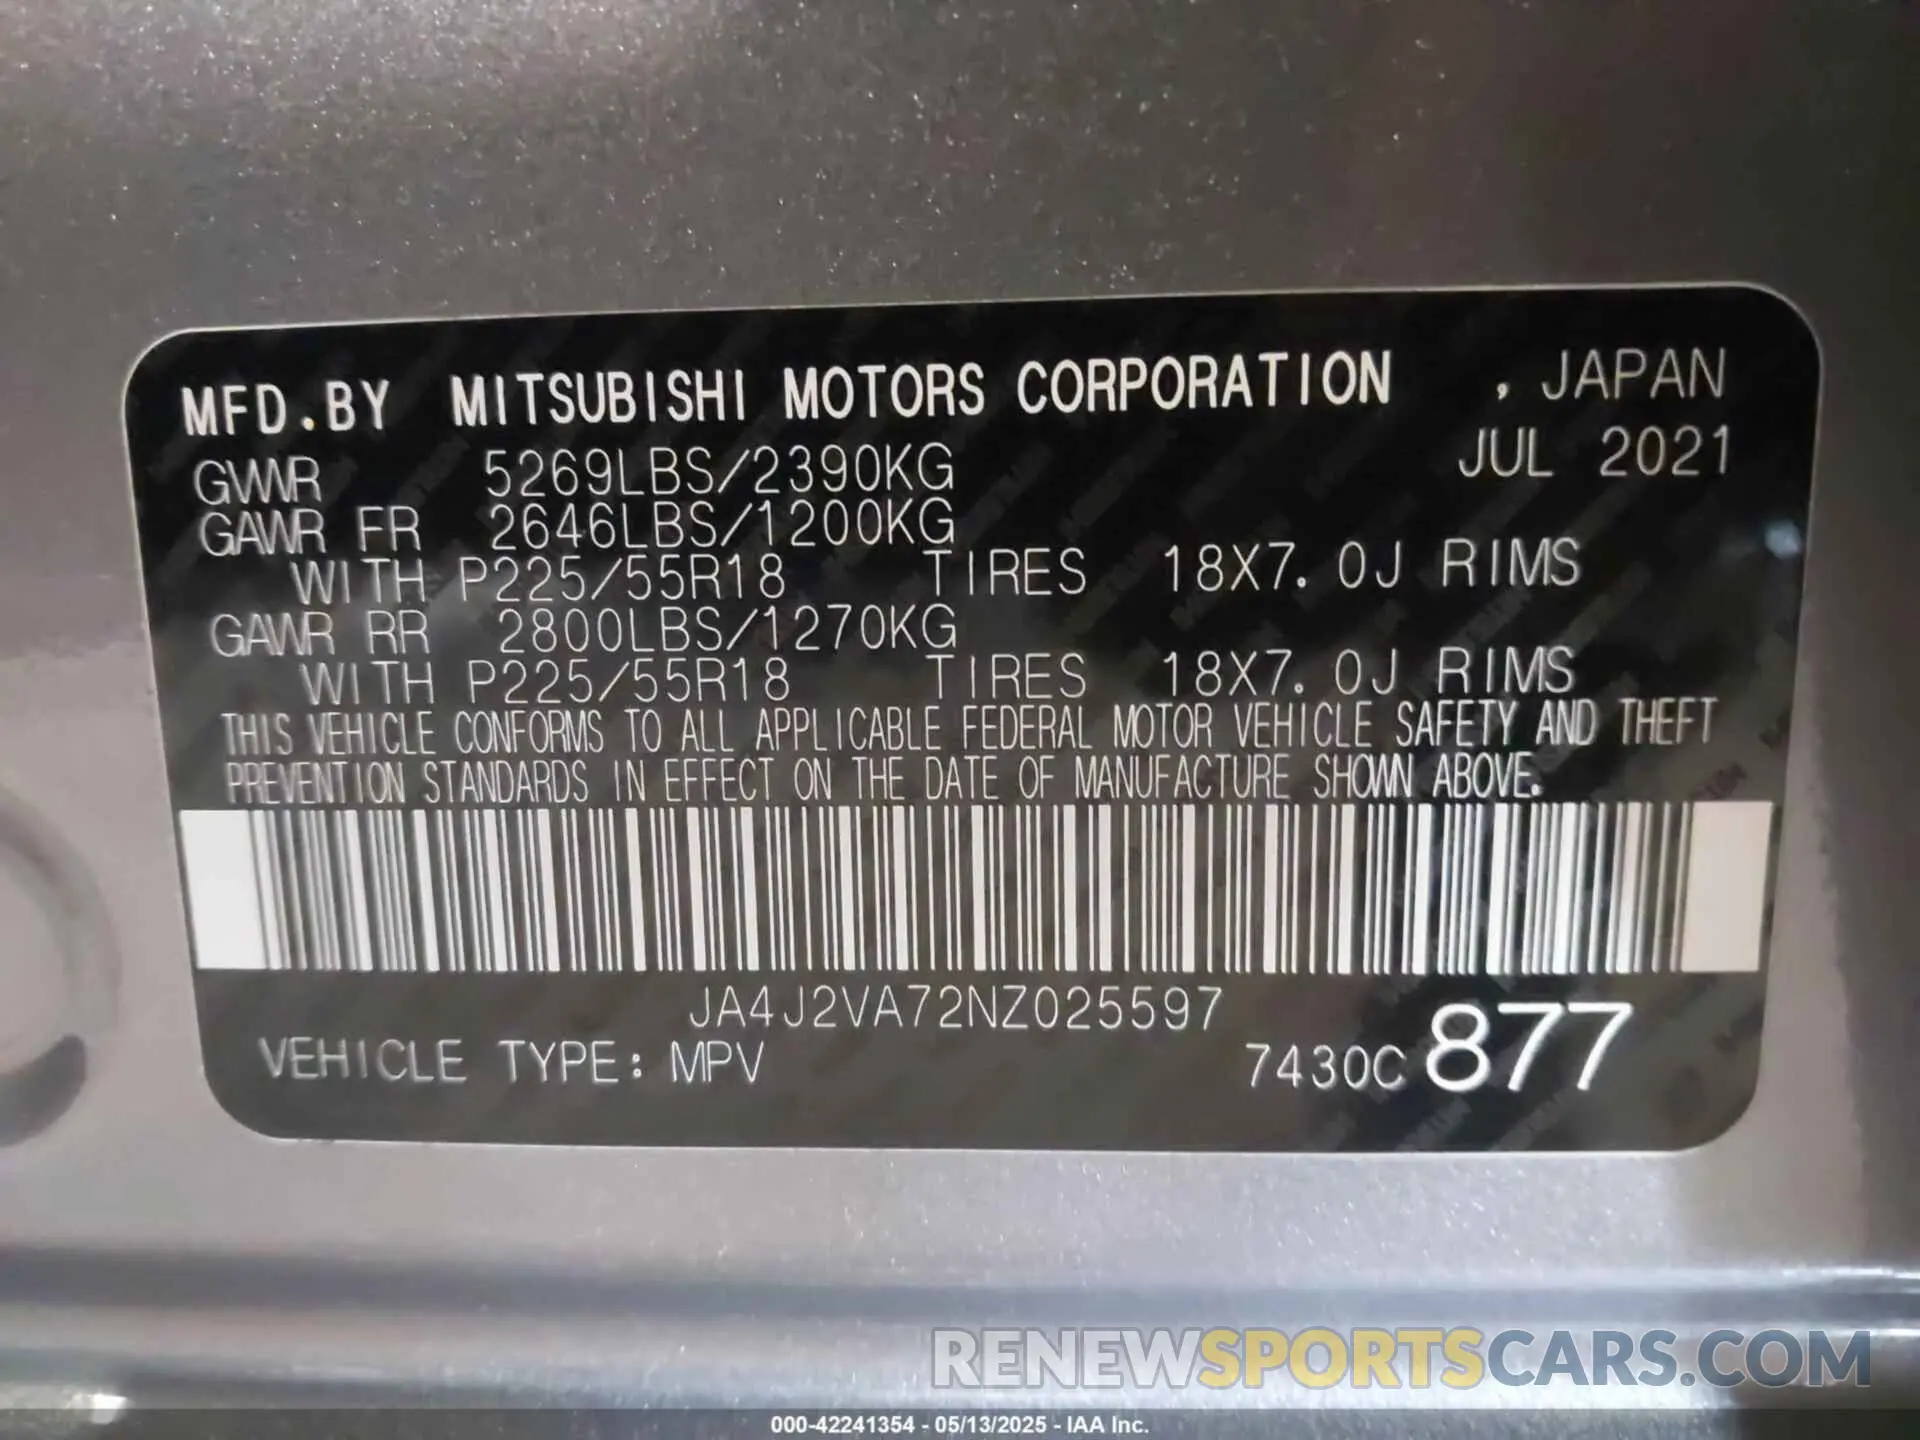 MFD.BY MITSUBISHI MOTORS CORPORATION , JAPAN
GVWR 5269LBS/2390KG JUL 2021
GAWR FR 2646LBS/1200KG
WITH P225/55R18 TIRES 18X7.0J RIMS
GAWR RR 2800LBS/1270KG
WITH P225/55R18 TIRES 18X7.0J RIMS
THIS VEHICLE CONFORMS TO ALL APPLICABLE FEDERAL MOTOR VEHICLE SAFETY AND THEFT
PREVENTION STANDARDS IN EFFECT ON THE DATE OF MANUFACTURE SHOWN ABOVE.
JA4J2VA72NZ025597
VEHICLE TYPE: MPV 7430C 877
RENEWSPORTSCARS.COM
000-42241354 - 05/13/2025 - IAA Inc.